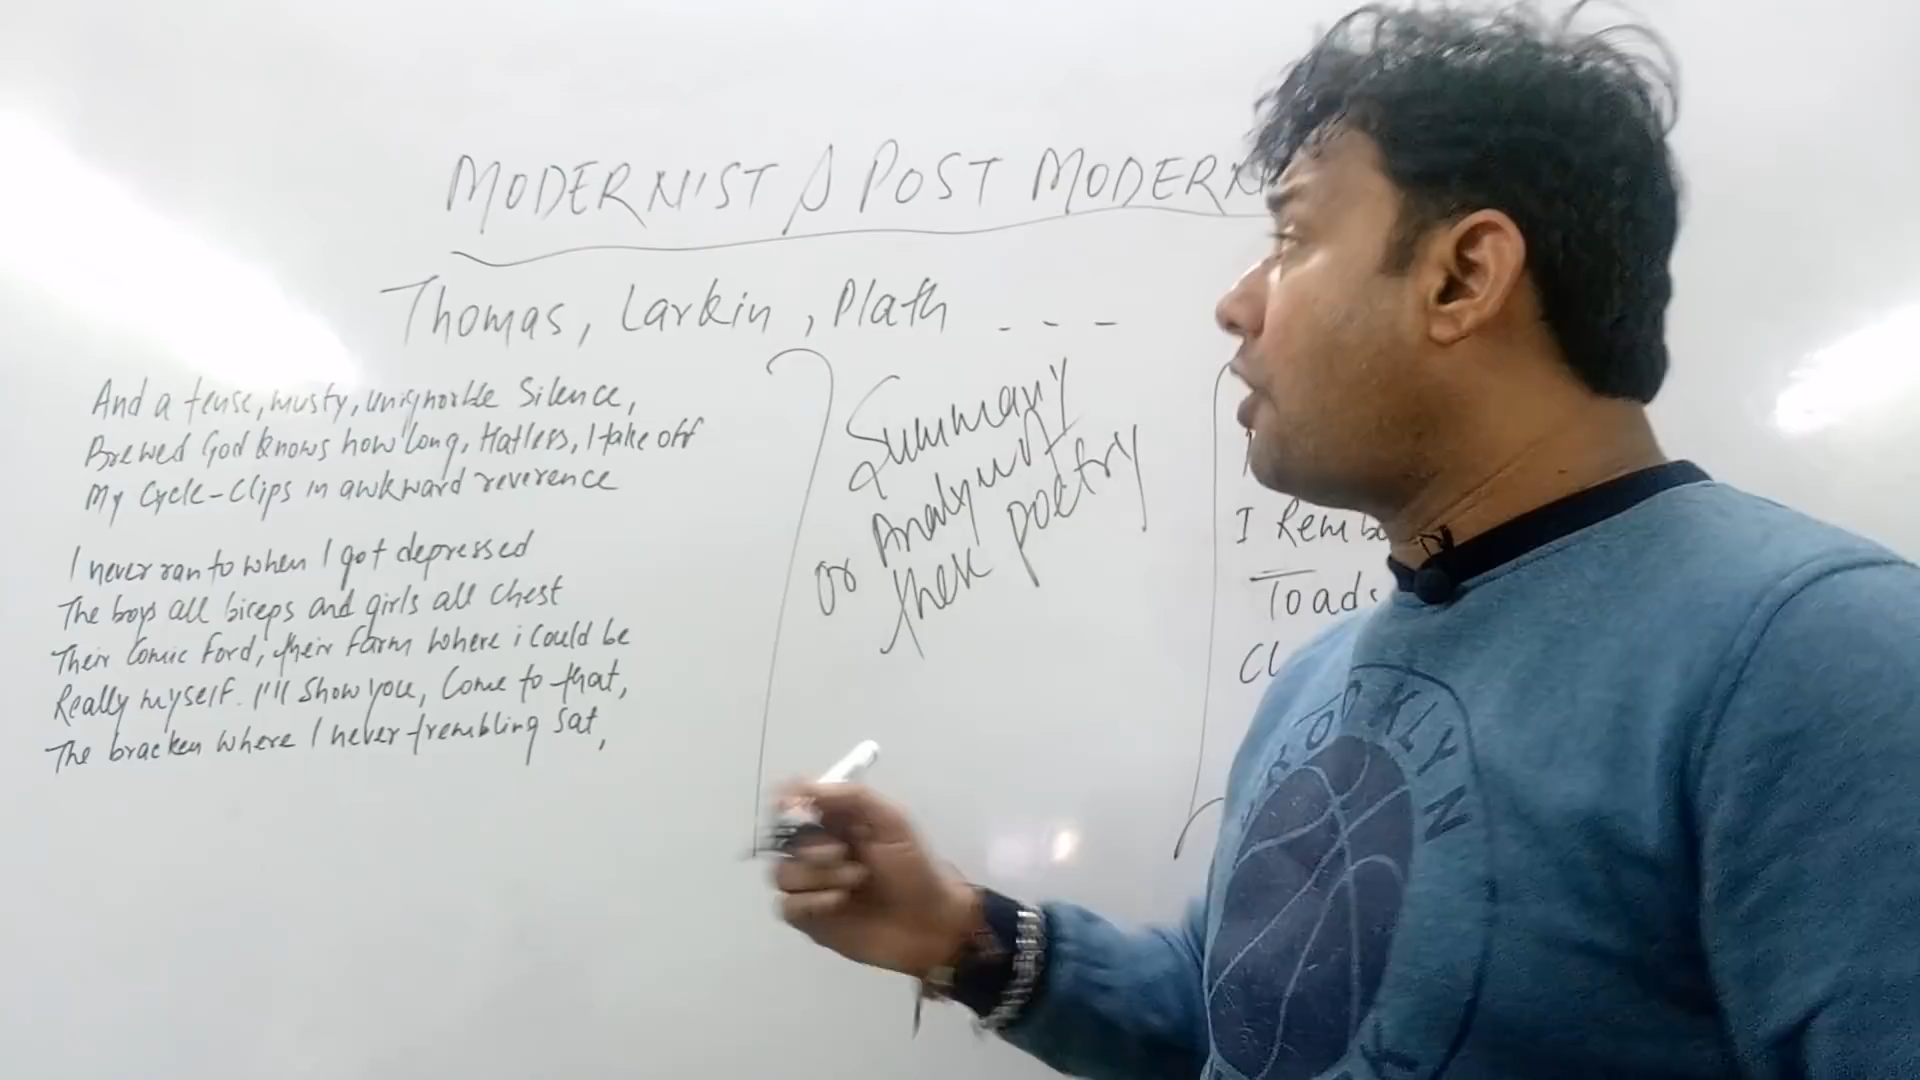 MODERNIST & POST MODERN
Thomas, Larkin, Plath - - -
And a tense, musty, unignorble Silence,
Brewed God knows how long, Hatless, I take off
My Cycle-Clips in awkward reverence
I never ran to when I got depressed
The boys all biceps and girls all chest
Their Comic Ford, their farm where i Could be
Really myself. I'll Show you, Come to that,
The bracken where I never trembling Sat,
Summary
or Analysis of
their poetry
I Remb
Toads
BROOKLYN